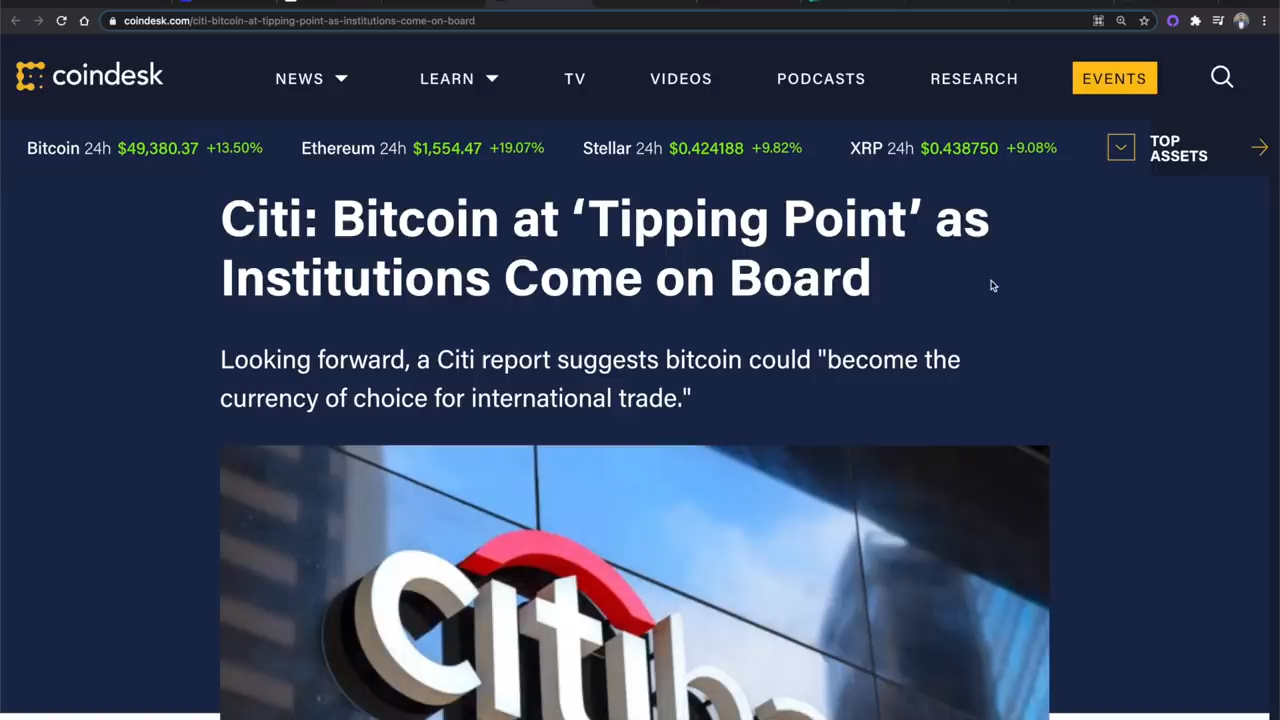 coindesk.com/citi-bitcoin-at-tipping-point-as-institutions-come-on-board
coindesk NEWS LEARN TV VIDEOS PODCASTS RESEARCH EVENTS
Bitcoin 24h $49,380.37 +13.50% Ethereum 24h $1,554.47 +19.07% Stellar 24h $0.424188 +9.82% XRP 24h $0.438750 +9.08% TOP
ASSETS
Citi: Bitcoin at ‘Tipping Point’ as
Institutions Come on Board
Looking forward, a Citi report suggests bitcoin could "become the
currency of choice for international trade."
citiba